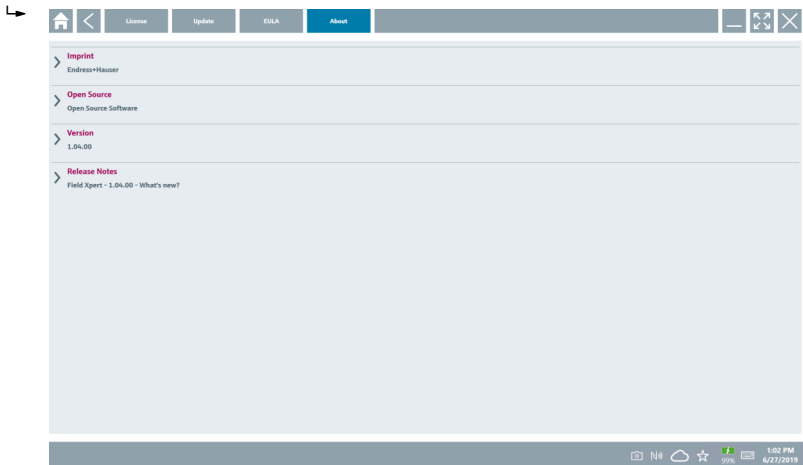 License Update EULA About
Imprint
Endress+Hauser
Open Source
Open Source Software
Version
1.04.00
Release Notes
Field Xpert - 1.04.00 - What's new?
99%
1:02 PM
6/27/2019